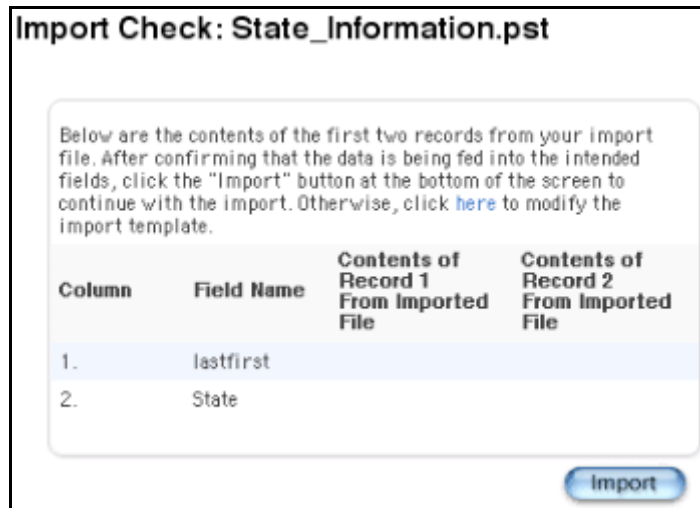 Import Check: State_Information.pst
Below are the contents of the first two records from your import
file. After confirming that the data is being fed into the intended
fields, click the "Import" button at the bottom of the screen to
continue with the import. Otherwise, click here to modify the
import template.
Column Field Name Contents of Record 1 From Imported File Contents of Record 2 From Imported File
1. lastfirst
2. State
Import